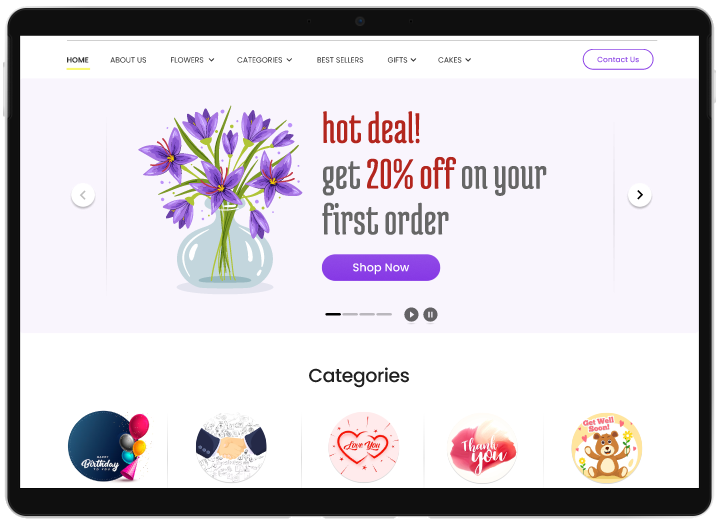 HOME ABOUT US FLOWERS CATEGORIES BEST SELLERS GIFTS CAKES Contact Us
hot deal!
get 20% off on your
first order
Shop Now
Categories
HAPPY
Birthday
TO YOU
Love You
Thank
you
Get Well
Soon!